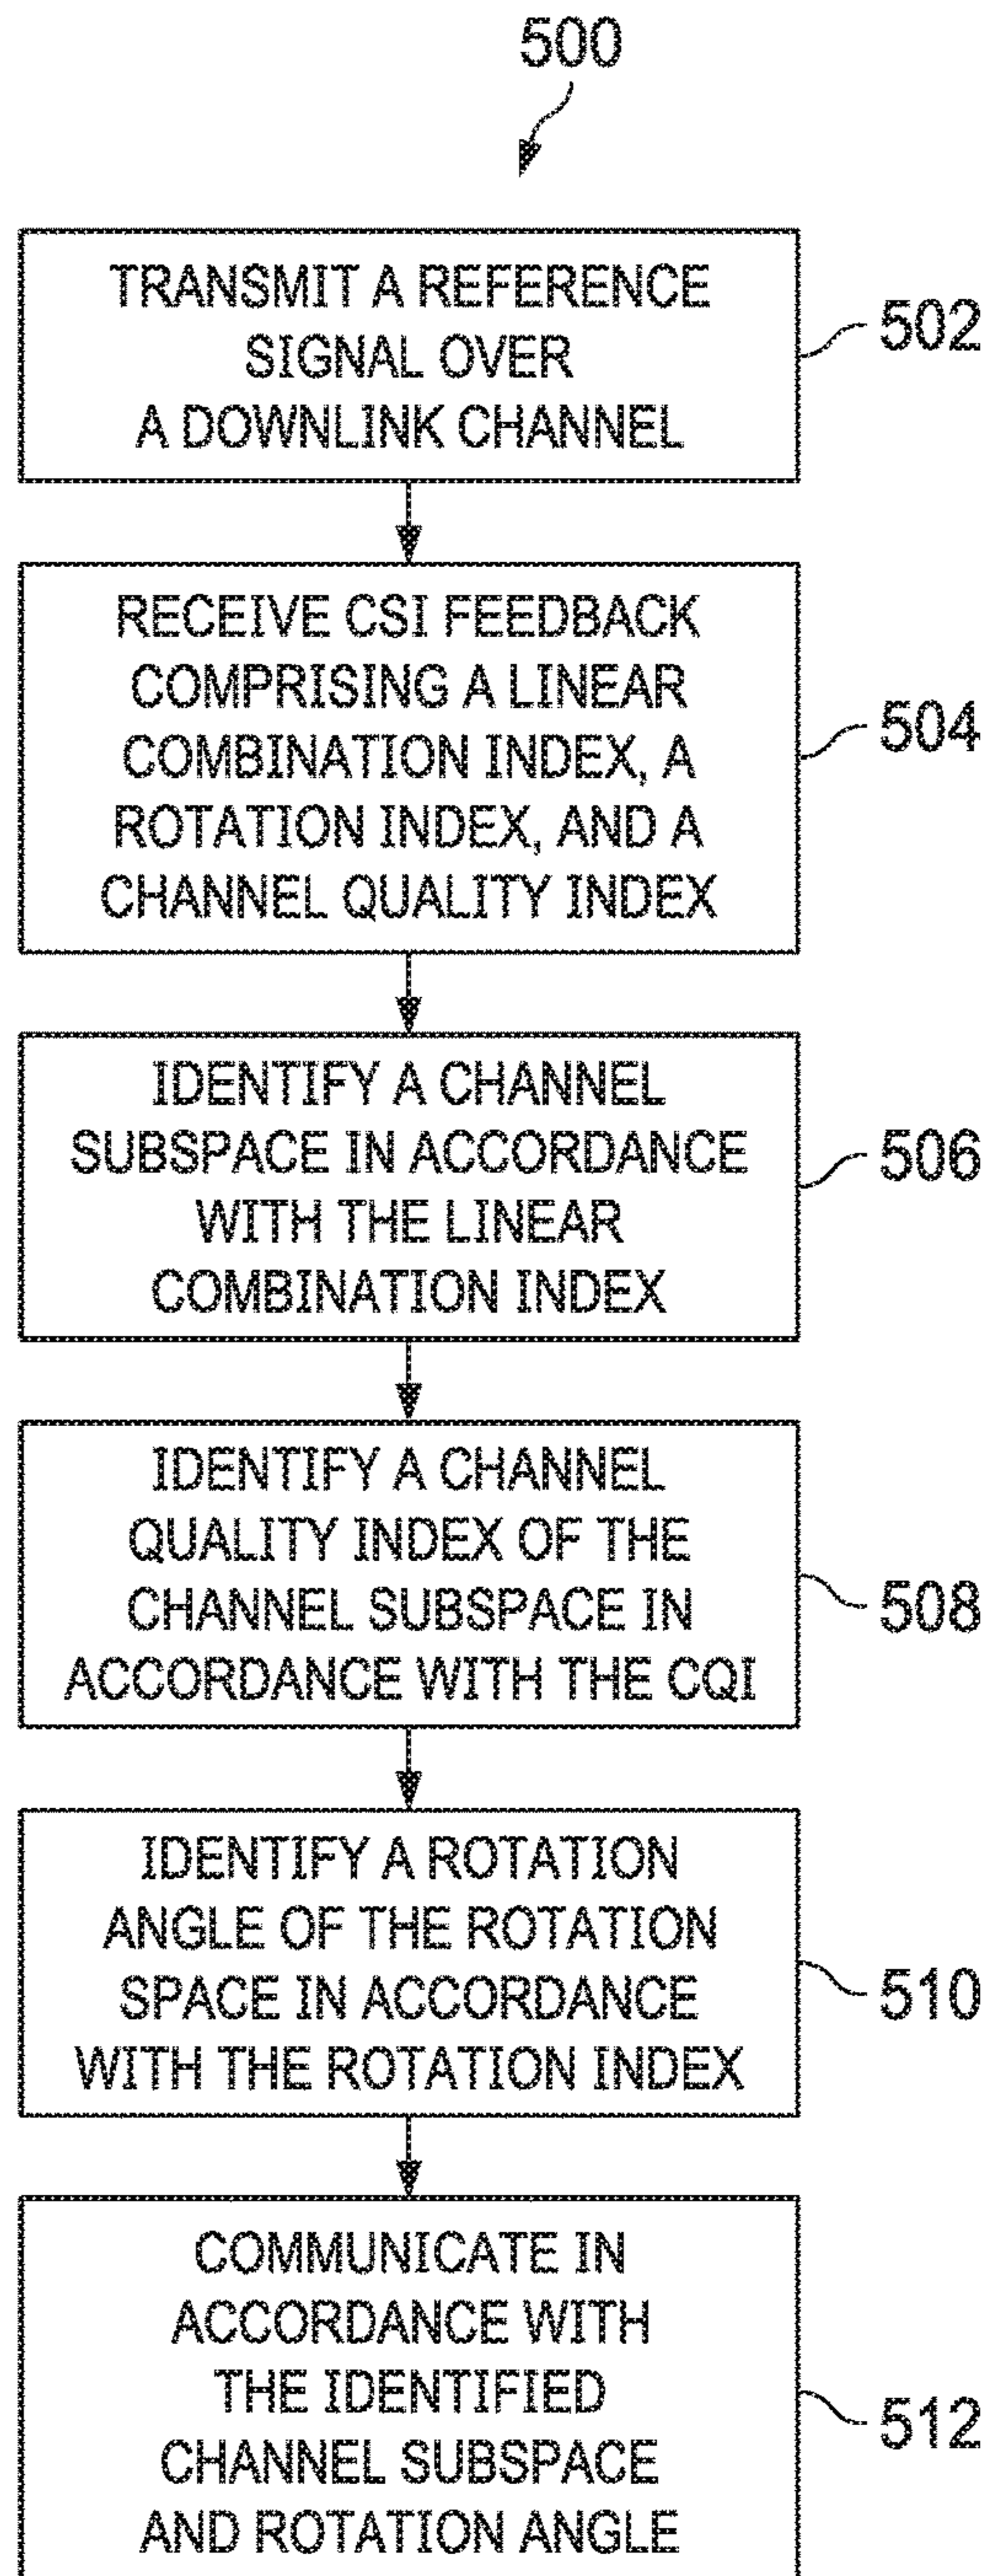 500
TRANSMIT A REFERENCE
SIGNAL OVER
A DOWNLINK CHANNEL
502
RECEIVE CSI FEEDBACK
COMPRISING A LINEAR
COMBINATION INDEX, A
ROTATION INDEX, AND A
CHANNEL QUALITY INDEX
504
IDENTIFY A CHANNEL
SUBSPACE IN ACCORDANCE
WITH THE LINEAR
COMBINATION INDEX
506
IDENTIFY A CHANNEL
QUALITY INDEX OF THE
CHANNEL SUBSPACE IN
ACCORDANCE WITH THE CQI
508
IDENTIFY A ROTATION
ANGLE OF THE ROTATION
SPACE IN ACCORDANCE
WITH THE ROTATION INDEX
510
COMMUNICATE IN
ACCORDANCE WITH
THE IDENTIFIED
CHANNEL SUBSPACE
AND ROTATION ANGLE
512